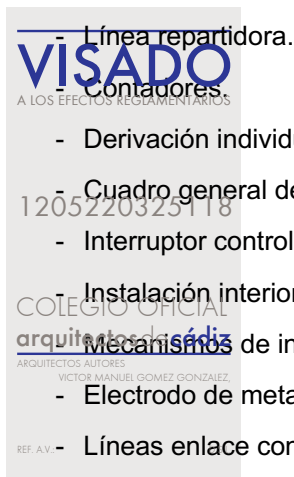 - Línea repartidora.
VISADO
- Contadores.
A LOS EFECTOS REGLAMENTARIOS
- Derivación individ
- Cuadro general de
1205220325118
- Interruptor control
- Instalación interior
COLEGIO OFICIAL
arquitectos de cádiz
- Mecanismos de in
ARQUITECTOS AUTORES
VICTOR MANUEL GOMEZ GONZALEZ,
- Electrodo de meta
REF. A.V.:
- Líneas enlace con